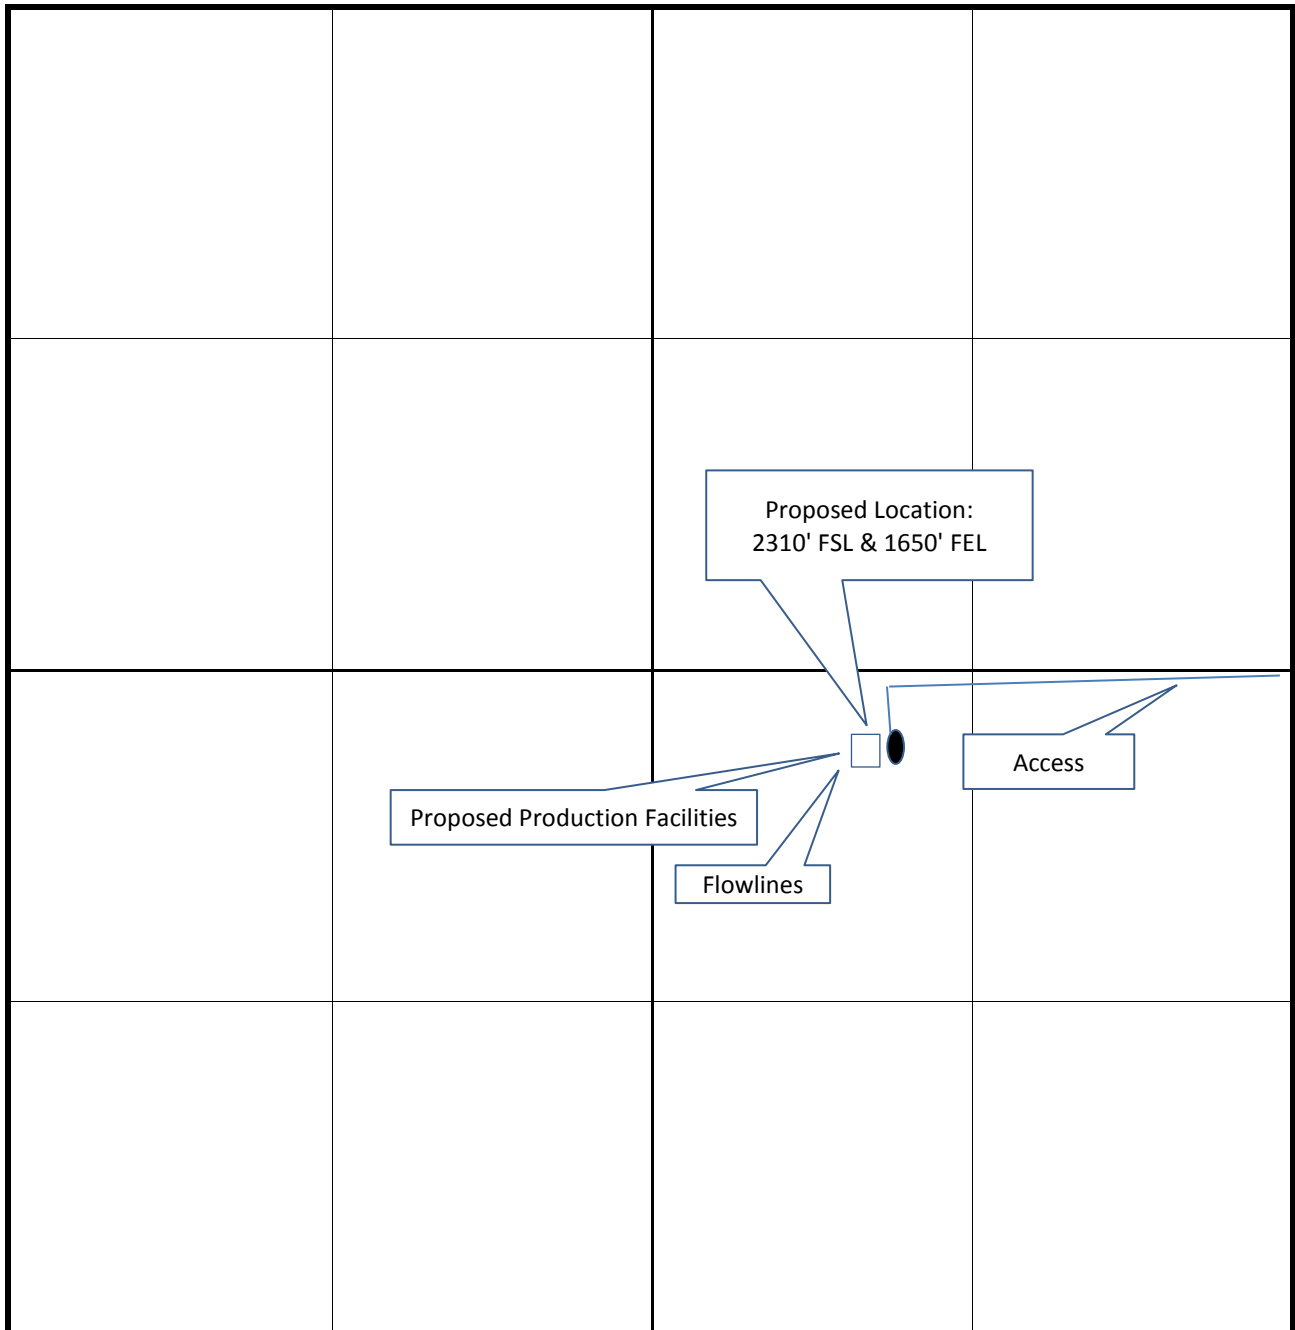 Proposed Location:
2310' FSL & 1650' FEL
Access
Proposed Production Facilities
Flowlines